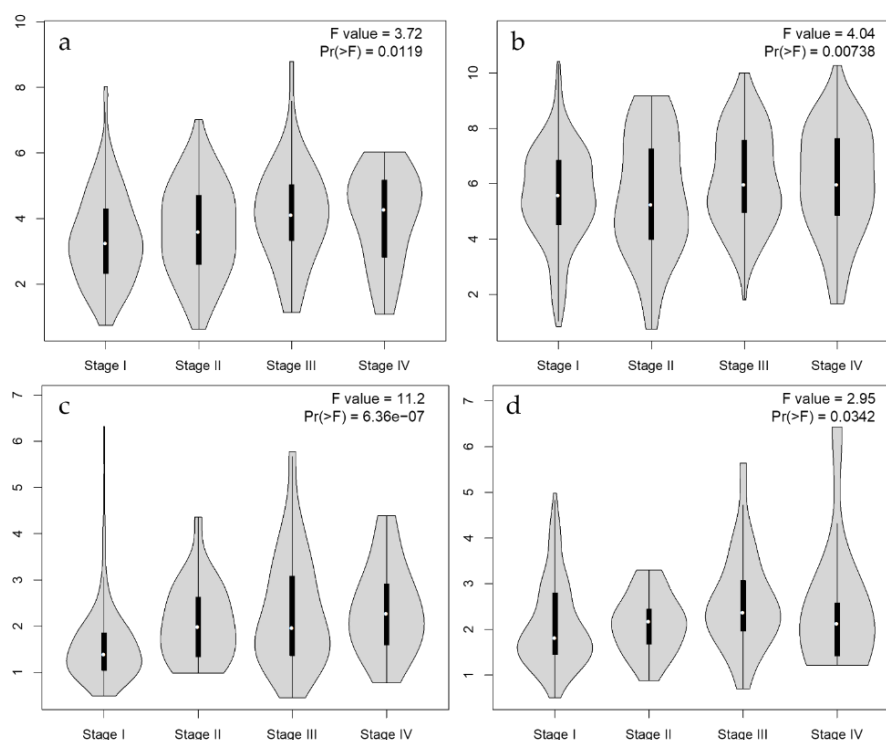 a
F value = 3.72
Pr(>F) = 0.0119
10
8
6
4
2
Stage I Stage II Stage III Stage IV
b
F value = 4.04
Pr(>F) = 0.00738
10
8
6
4
2
Stage I Stage II Stage III Stage IV
c
F value = 11.2
Pr(>F) = 6.36e−07
7
6
5
4
3
2
1
Stage I Stage II Stage III Stage IV
d
F value = 2.95
Pr(>F) = 0.0342
7
6
5
4
3
2
1
Stage I Stage II Stage III Stage IV